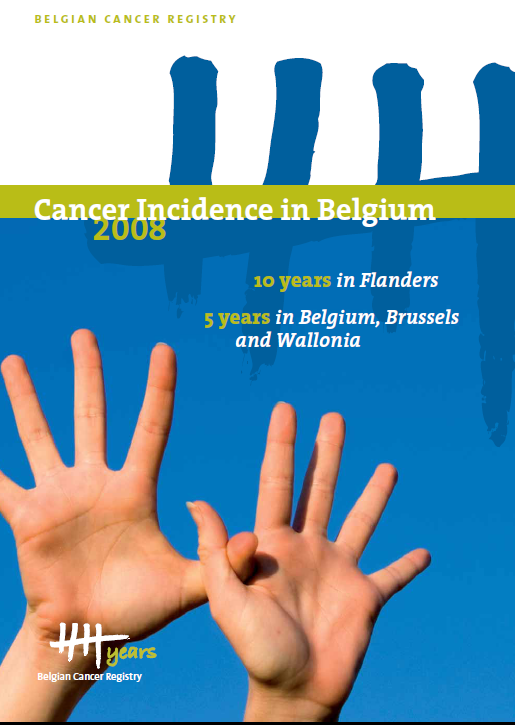 BELGIAN CANCER REGISTRY
Cancer Incidence in Belgium
2008
10 years in Flanders
5 years in Belgium, Brussels
and Wallonia
years
Belgian Cancer Registry